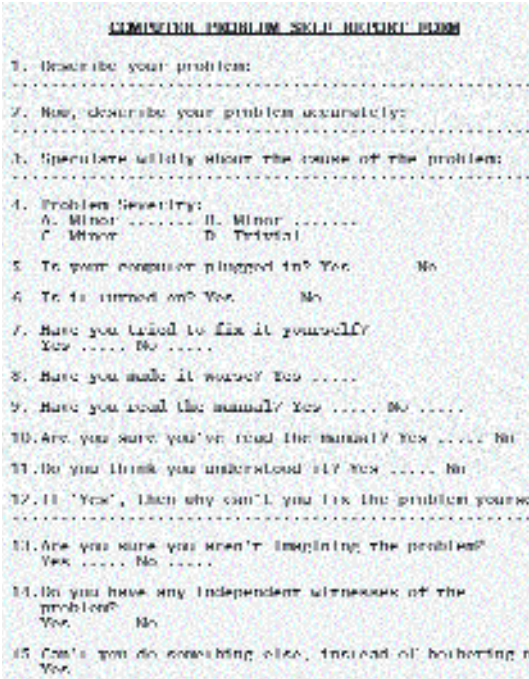 COMPUTER PROBLEM SELF REPORT FORM
1. Describe your problem:
2. Now, describe your problem accurately:
3. Speculate wildly about the cause of the problem:
4. Problem Severity:
A. Minor ....... B. Minor .......
C. Minor D. Trivial
5 Is your computer plugged in? Yes No
6 Is it turned on? Yes No
7. Have you tried to fix it yourself?
Yes ..... No .....
8. Have you made it worse? Yes .....
9. Have you read the manual? Yes ..... No .....
10.Are you sure you've read the manual? Yes ..... No
11.Do you think you understood it? Yes ..... No
12.If 'Yes', then why can't you fix the problem yourse
13.Are you sure you aren't imagining the problem?
Yes ..... No .....
14.Do you have any independent witnesses of the
problem?
Yes No
15 Can't you do something else, instead of bothering m
Yes